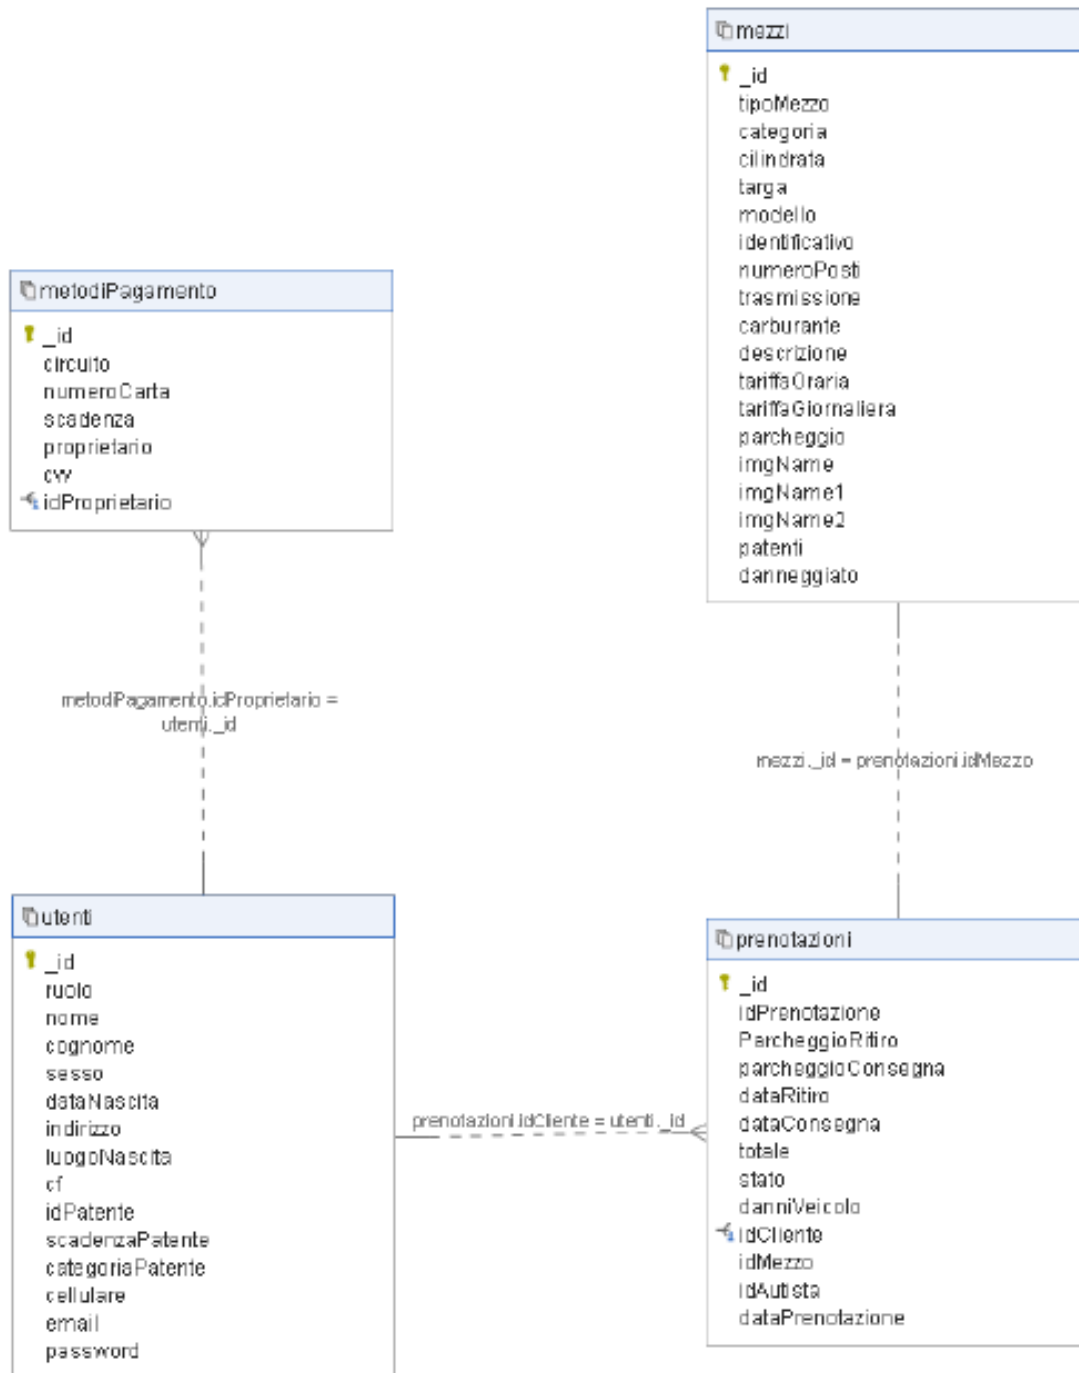 mezzi
_id
tipoMezzo
categoria
cilindrata
targa
modello
identificativo
numeroPosti
trasmissione
carburante
descrizione
tariffaOraria
tariffaGiornaliera
parcheggio
imgName
imgName1
imgName2
patenti
danneggiato
metodiPagamento
_id
circuito
numeroCarta
scadenza
proprietario
cvv
idProprietario
metodiPagamento.idProprietario =
utenti._id
mezzi._id = prenotazioni.idMezzo
utenti
_id
ruolo
nome
cognome
sesso
dataNascita
indirizzo
luogoNascita
cf
idPatente
scadenzaPatente
categoriaPatente
cellulare
email
password
prenotazioni.idCliente = utenti._id
prenotazioni
_id
idPrenotazione
ParcheggioRitiro
parcheggioConsegna
dataRitiro
dataConsegna
totale
stato
danniVeicolo
idCliente
idMezzo
idAutista
dataPrenotazione